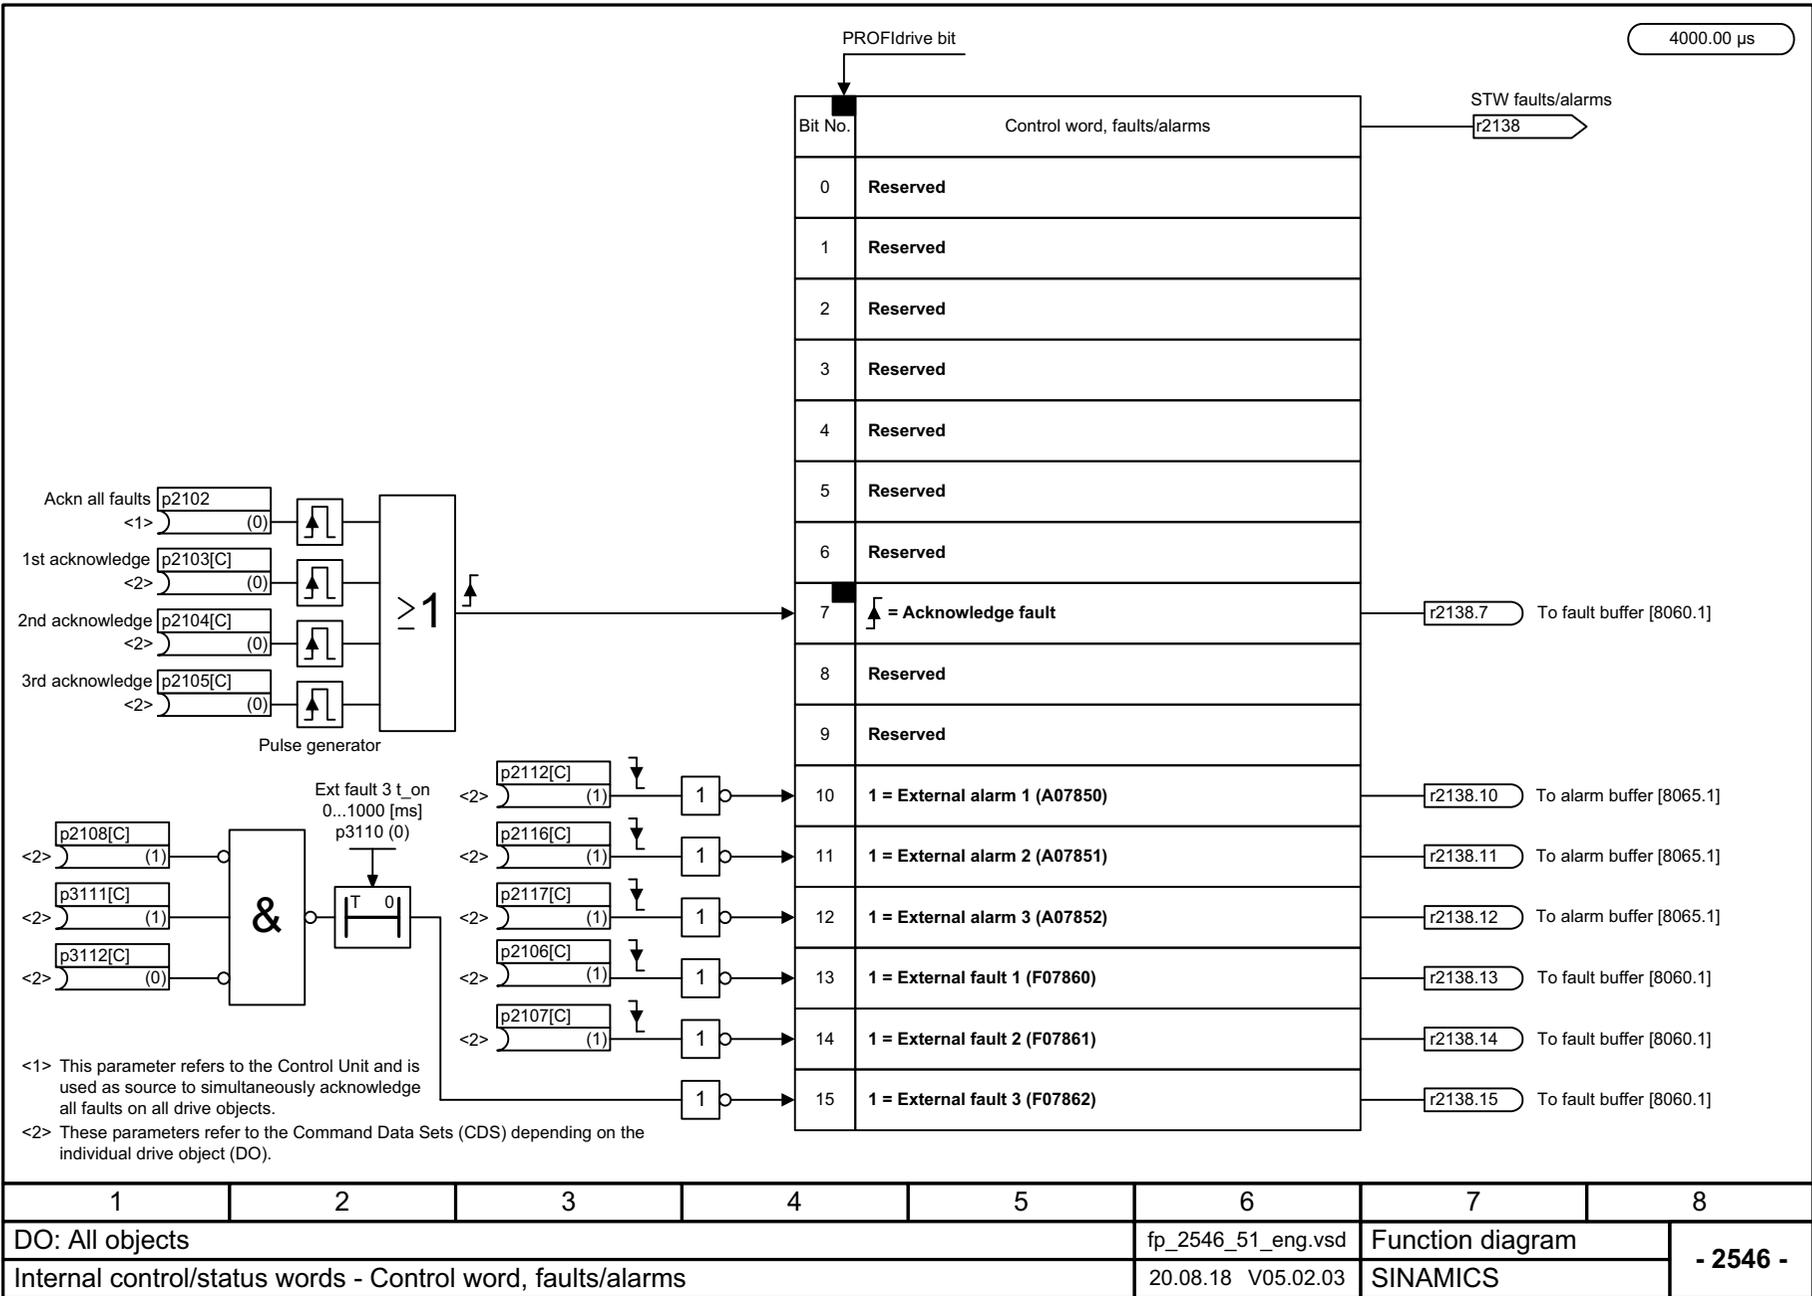 PROFIdrive bit
4000.00 µs
STW faults/alarms
r2138
Bit No. Control word, faults/alarms
0 Reserved
1 Reserved
2 Reserved
3 Reserved
4 Reserved
5 Reserved
6 Reserved
7 = Acknowledge fault r2138.7 To fault buffer [8060.1]
8 Reserved
9 Reserved
10 1 = External alarm 1 (A07850) r2138.10 To alarm buffer [8065.1]
11 1 = External alarm 2 (A07851) r2138.11 To alarm buffer [8065.1]
12 1 = External alarm 3 (A07852) r2138.12 To alarm buffer [8065.1]
13 1 = External fault 1 (F07860) r2138.13 To fault buffer [8060.1]
14 1 = External fault 2 (F07861) r2138.14 To fault buffer [8060.1]
15 1 = External fault 3 (F07862) r2138.15 To fault buffer [8060.1]
Ackn all faults p2102
<1> (0)
1st acknowledge p2103[C]
<2> (0)
2nd acknowledge p2104[C]
<2> (0)
3rd acknowledge p2105[C]
<2> (0)
≥1
Pulse generator
Ext fault 3 t_on
0...1000 [ms]
p3110 (0)
p2108[C]
<2> (1)
p3111[C]
<2> (1)
p3112[C]
<2> (0)
&
T 0
p2112[C]
<2> (1) 1
p2116[C]
<2> (1) 1
p2117[C]
<2> (1) 1
p2106[C]
<2> (1) 1
p2107[C]
<2> (1) 1
1
<1> This parameter refers to the Control Unit and is
used as source to simultaneously acknowledge
all faults on all drive objects.
<2> These parameters refer to the Command Data Sets (CDS) depending on the
individual drive object (DO).
1 2 3 4 5 6 7 8
DO: All objects fp_2546_51_eng.vsd Function diagram
- 2546 -
Internal control/status words - Control word, faults/alarms 20.08.18 V05.02.03 SINAMICS